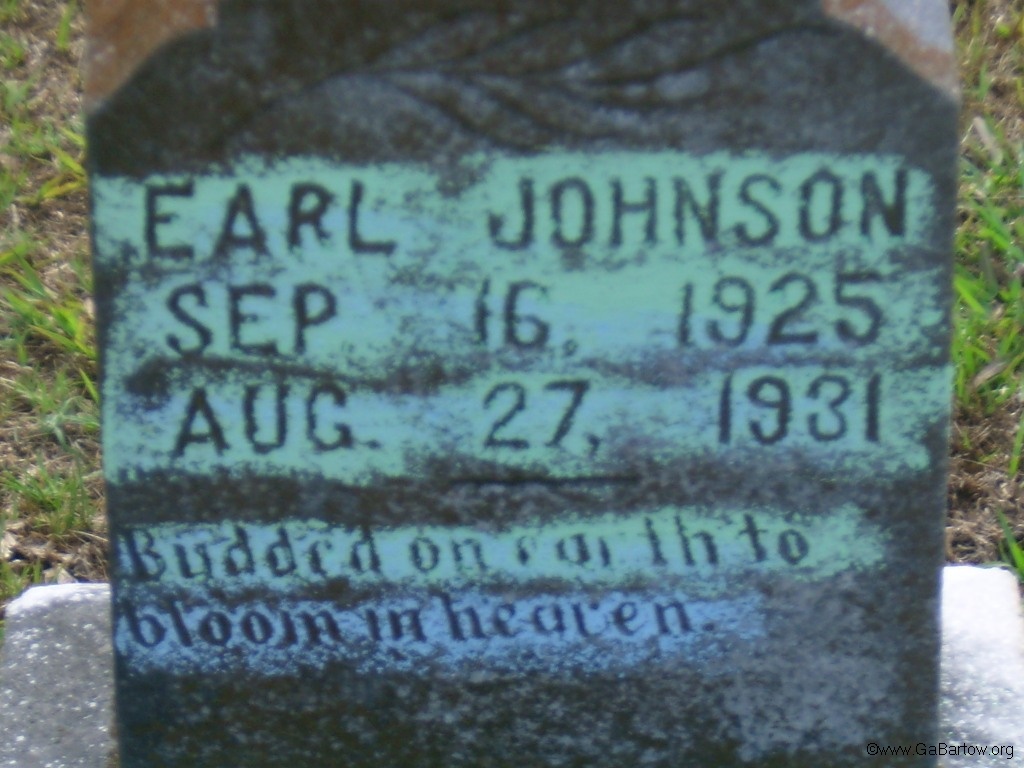 EARL JOHNSON
SEP 16, 1925
AUG. 27, 1931
Budded on earth to
bloom in heaven.
©www.GaBartow.org